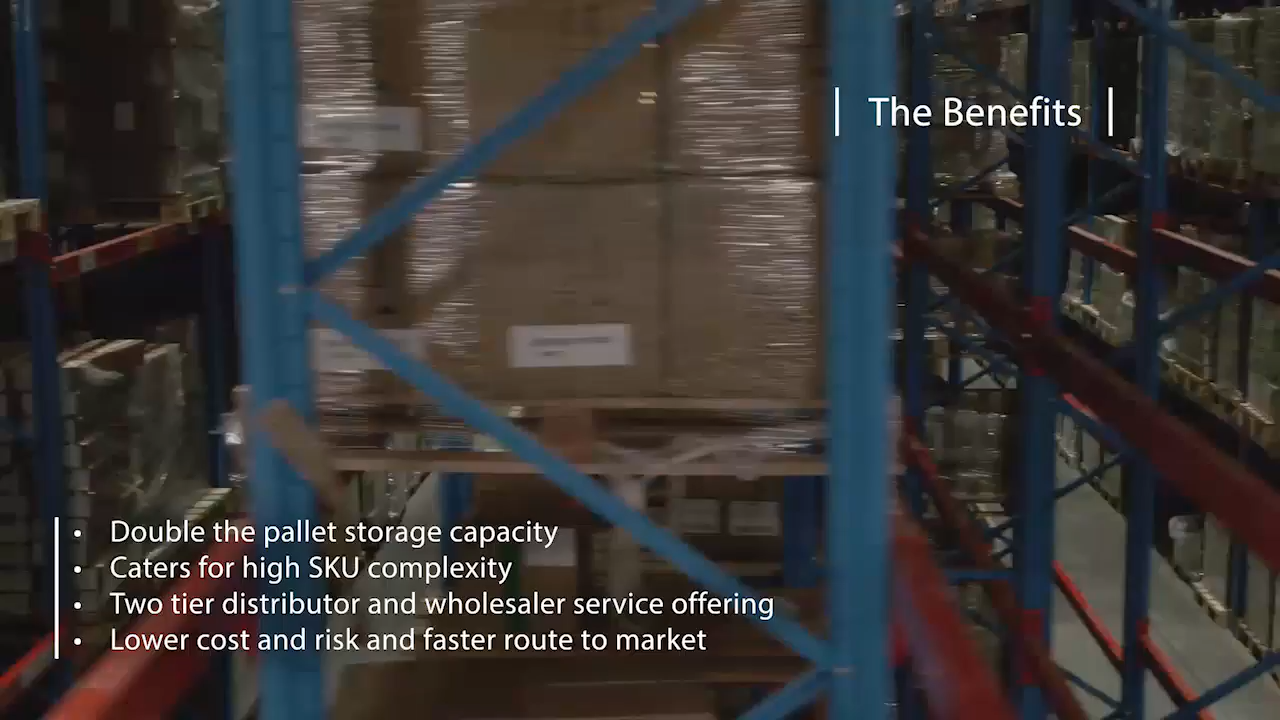 The Benefits
• Double the pallet storage capacity
• Caters for high SKU complexity
• Two tier distributor and wholesaler service offering
• Lower cost and risk and faster route to market